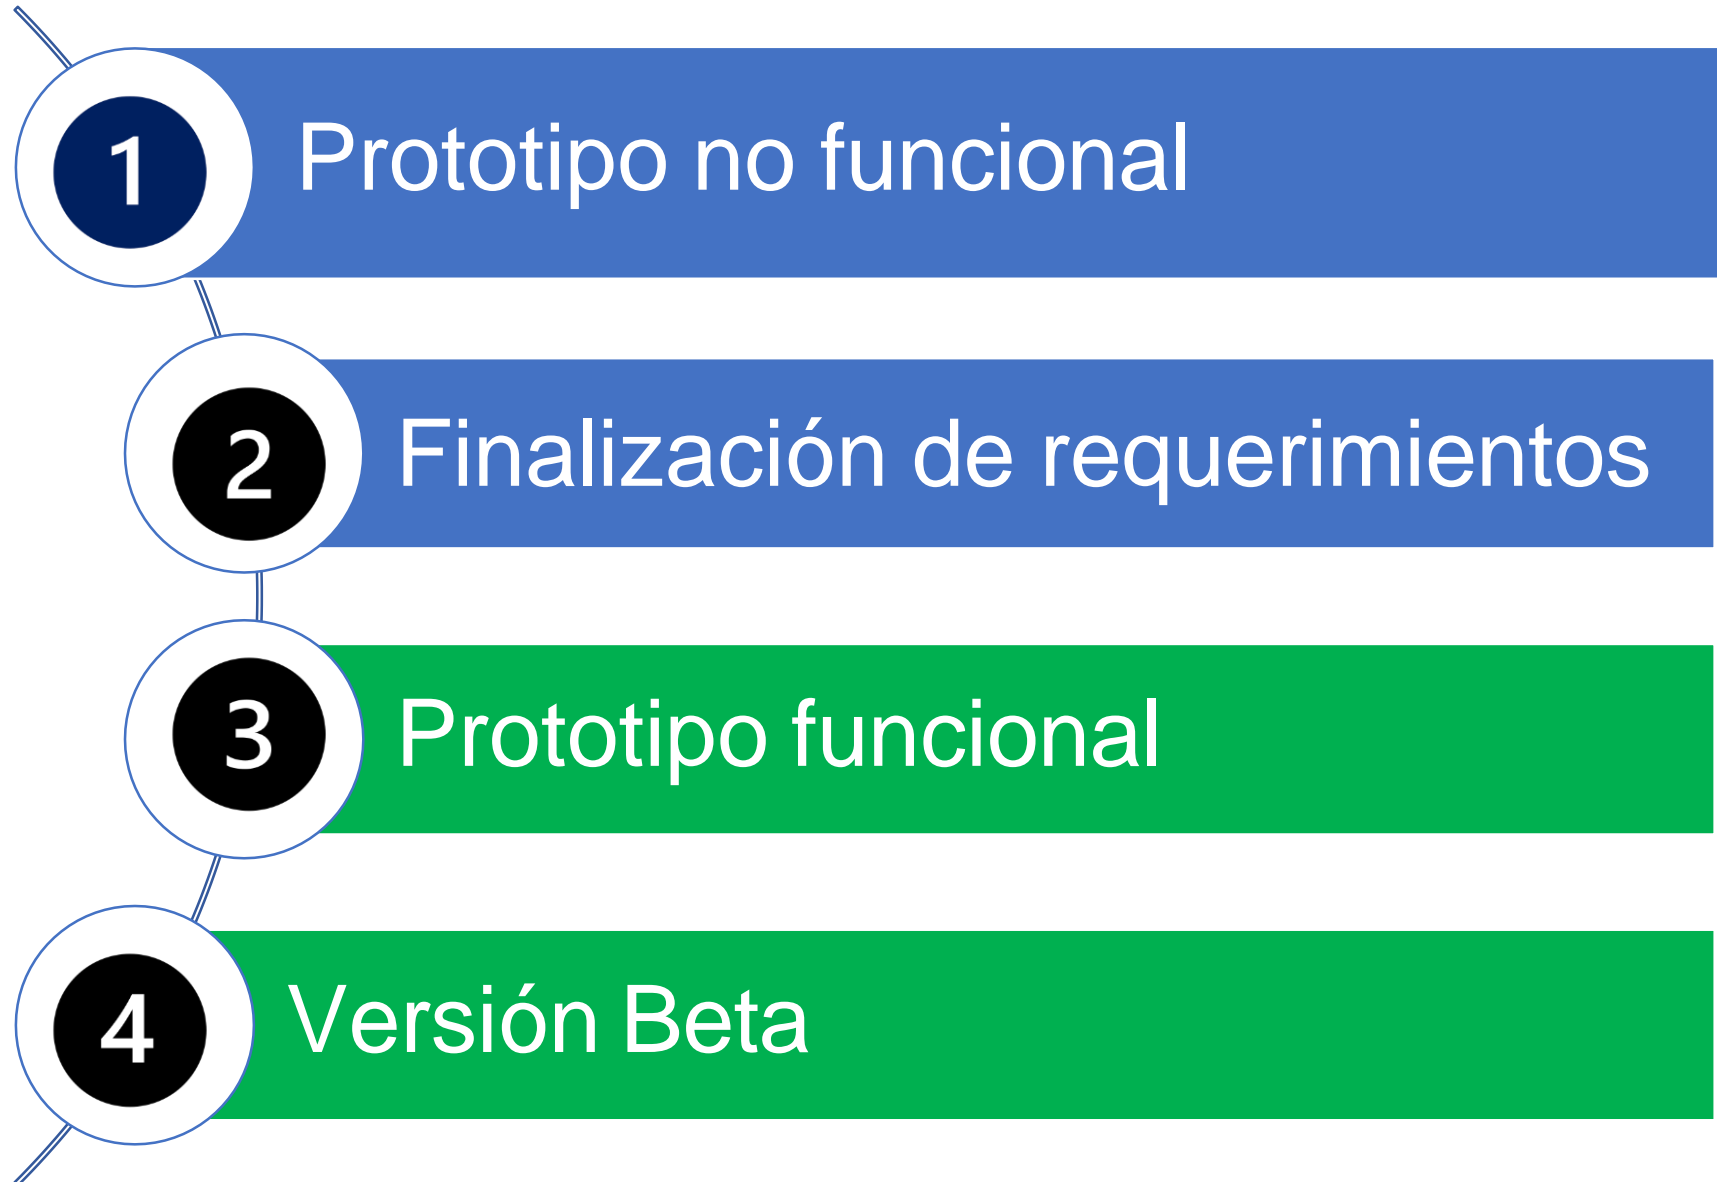 1 Prototipo no funcional
2 Finalización de requerimientos
3 Prototipo funcional
4 Versión Beta